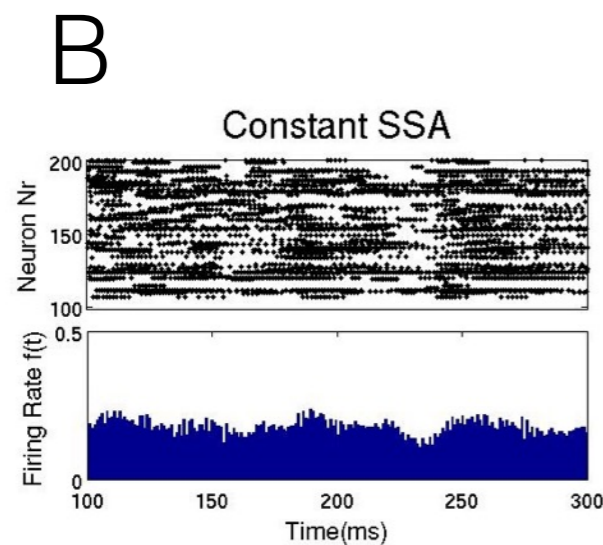 B
Constant SSA
200
150
100
Neuron Nr
0.5
0
Firing Rate f(t)
100 150 200 250 300
Time(ms)